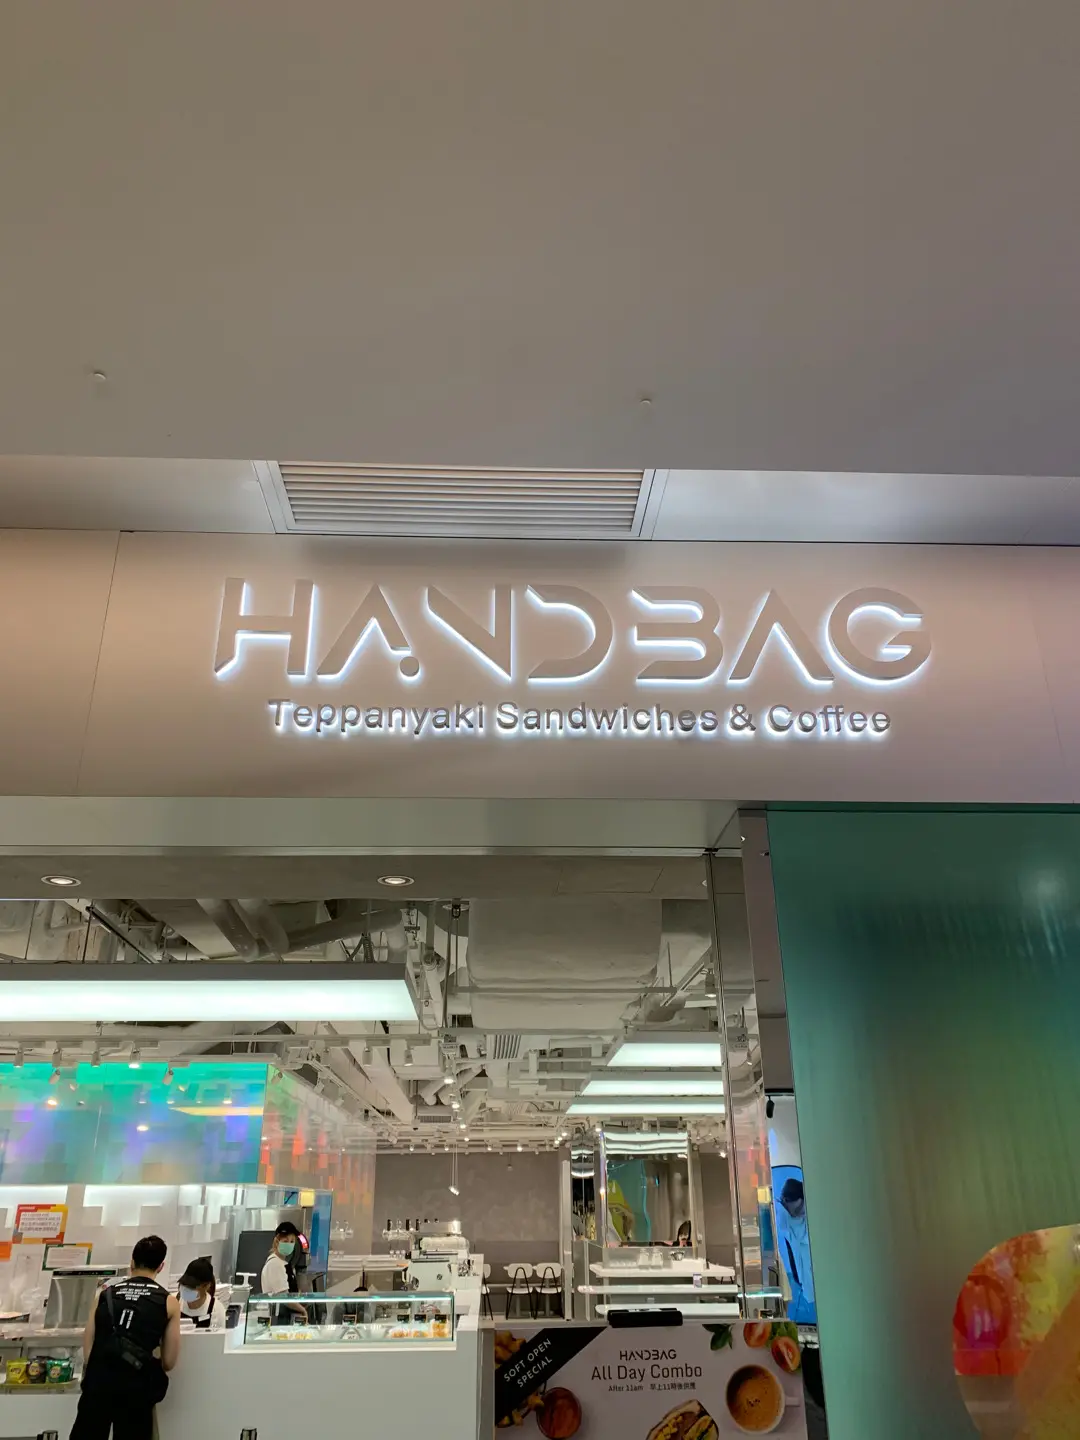 HANDBAG
Teppanyaki Sandwiches & Coffee
SOFT OPEN
SPECIAL
HANDBAG
All Day Combo
After 11am 早上11時後供應